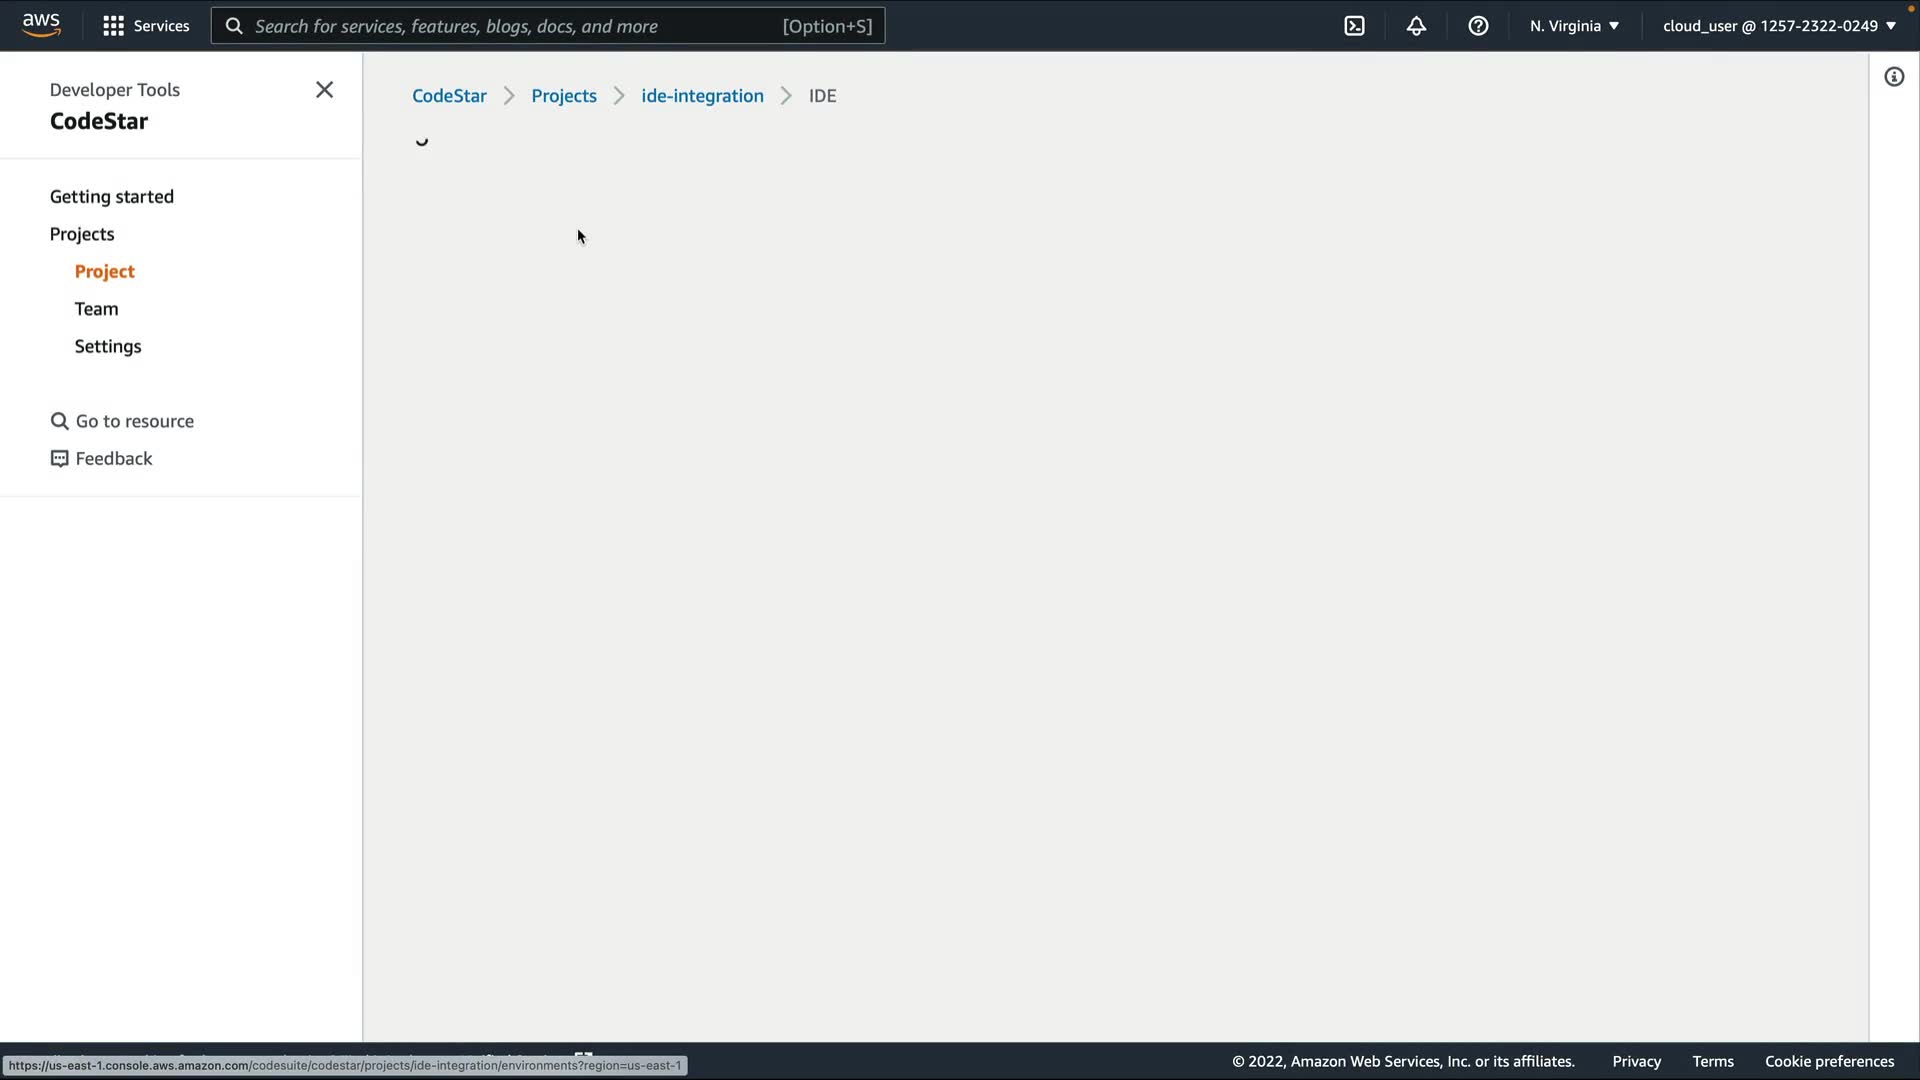 aws
Services
Search for services, features, blogs, docs, and more
[Option+S]
N. Virginia
cloud_user @ 1257-2322-0249
Developer Tools
CodeStar
Getting started
Projects
Project
Team
Settings
Go to resource
Feedback
CodeStar
Projects
ide-integration
IDE
https://us-east-1.console.aws.amazon.com/codesuite/codestar/projects/ide-integration/environments?region=us-east-1
© 2022, Amazon Web Services, Inc. or its affiliates.
Privacy
Terms
Cookie preferences